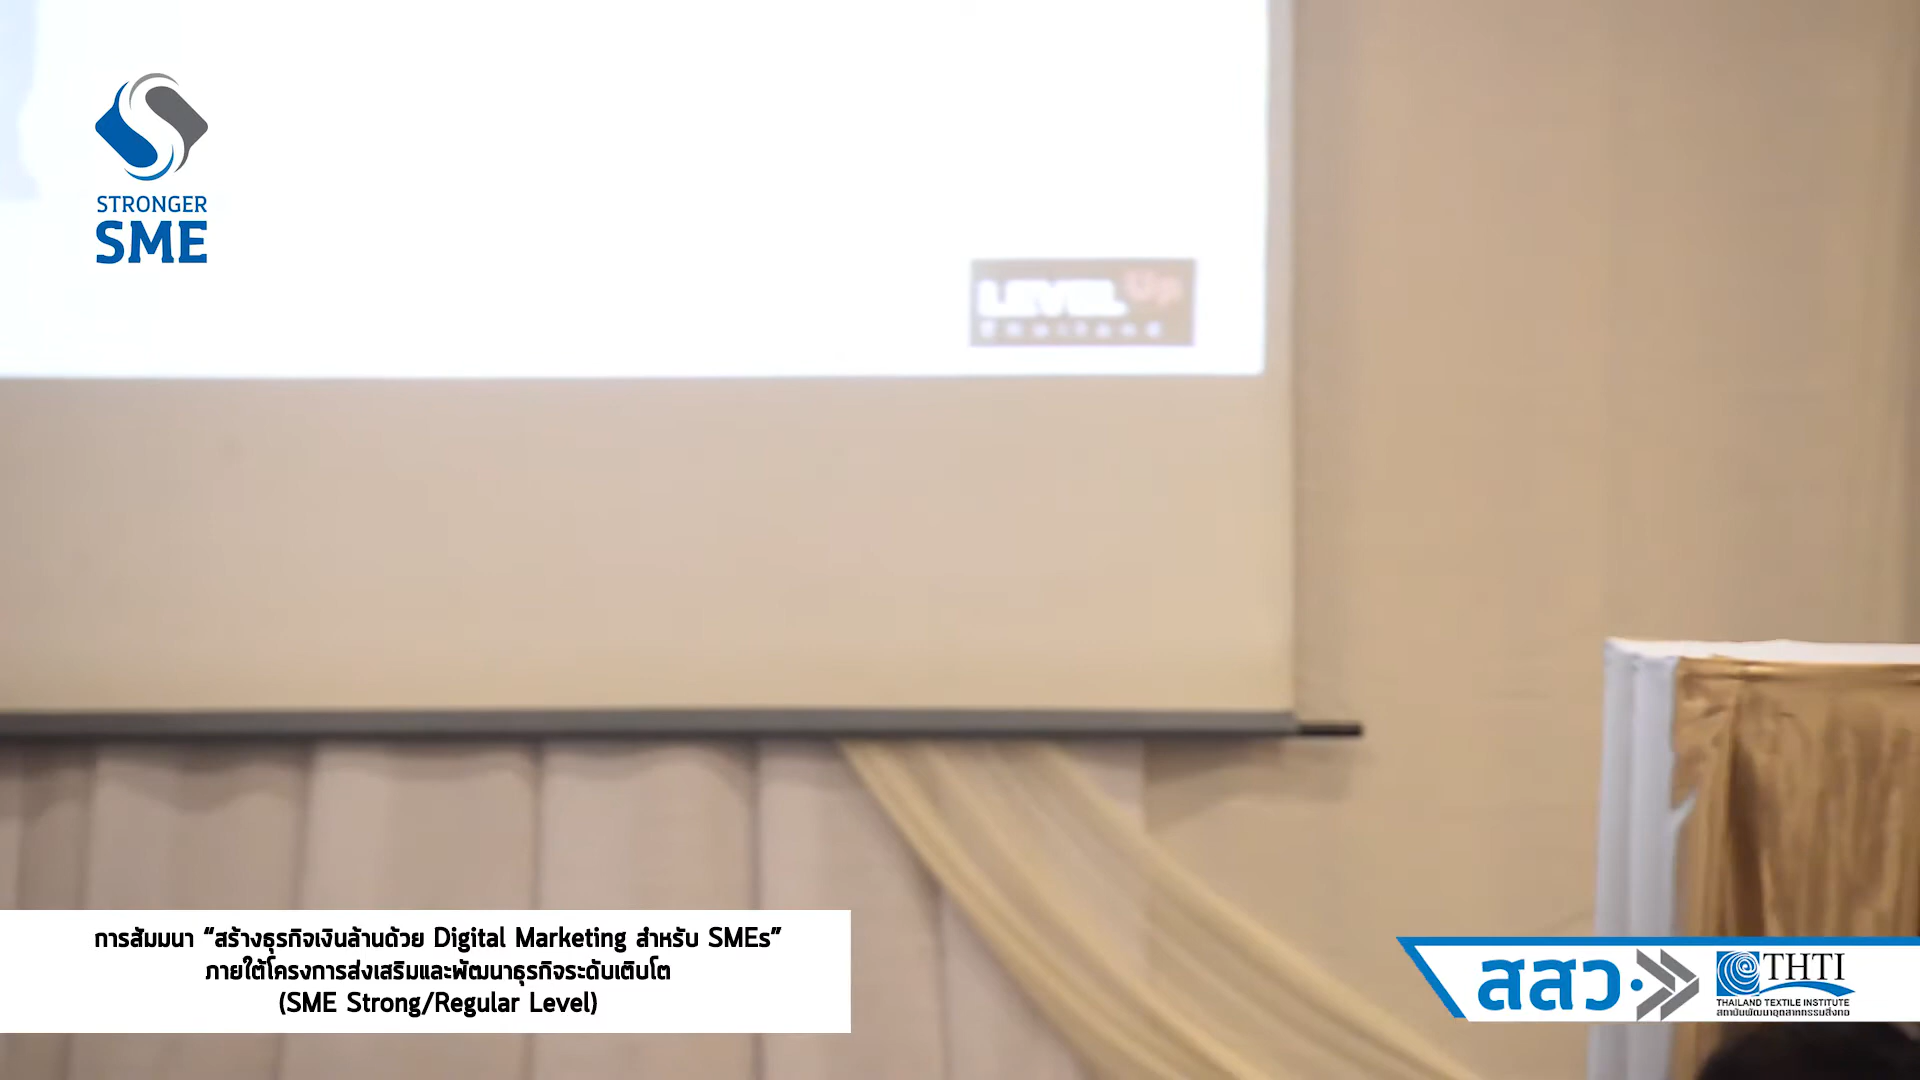 STRONGER
SME
LEVEL Up
Thailand
การสัมมนา “สร้างธุรกิจเงินล้านด้วย Digital Marketing สำหรับ SMEs”
ภายใต้โครงการส่งเสริมและพัฒนาธุรกิจระดับเติบโต
(SME Strong/Regular Level)
สสว.
THTI
THAILAND TEXTILE INSTITUTE
สถาบันพัฒนาอุตสาหกรรมสิ่งทอ